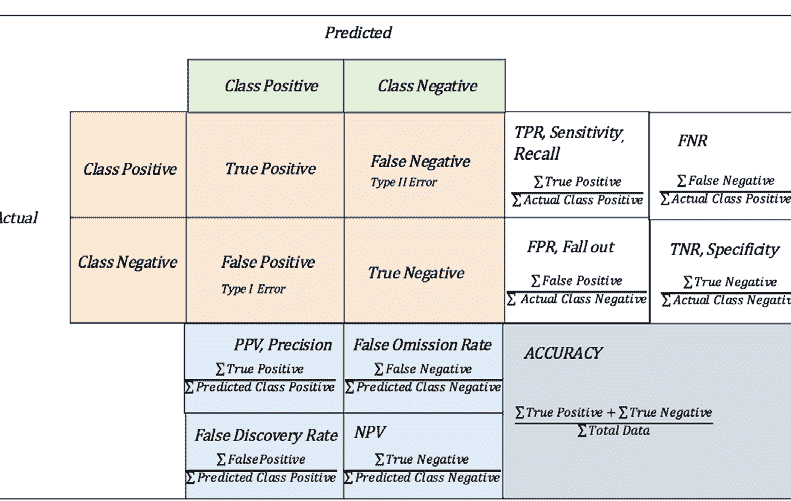 Predicted
Class Positive Class Negative
TPR, Sensitivity, Recall
FNR
Class Positive
True Positive
False Negative
Type II Error
∑True Positive
∑Actual Class Positive
∑False Negative
∑Actual Class Positive
Actual
Class Negative
False Positive
Type I Error
True Negative
FPR, Fall out
∑False Positive
∑ Actual Class Negative
TNR, Specificity
∑True Negative
∑Actual Class Negativ
PPV, Precision
∑True Positive
∑Predicted Class Positive
False Omission Rate
∑False Negative
∑Predicted Class Negative
ACCURACY
∑True Positive + ∑True Negative
∑Total Data
False Discovery Rate
∑FalsePositive
∑Predicted Class Positive
NPV
∑True Negative
∑Predicted Class Negative